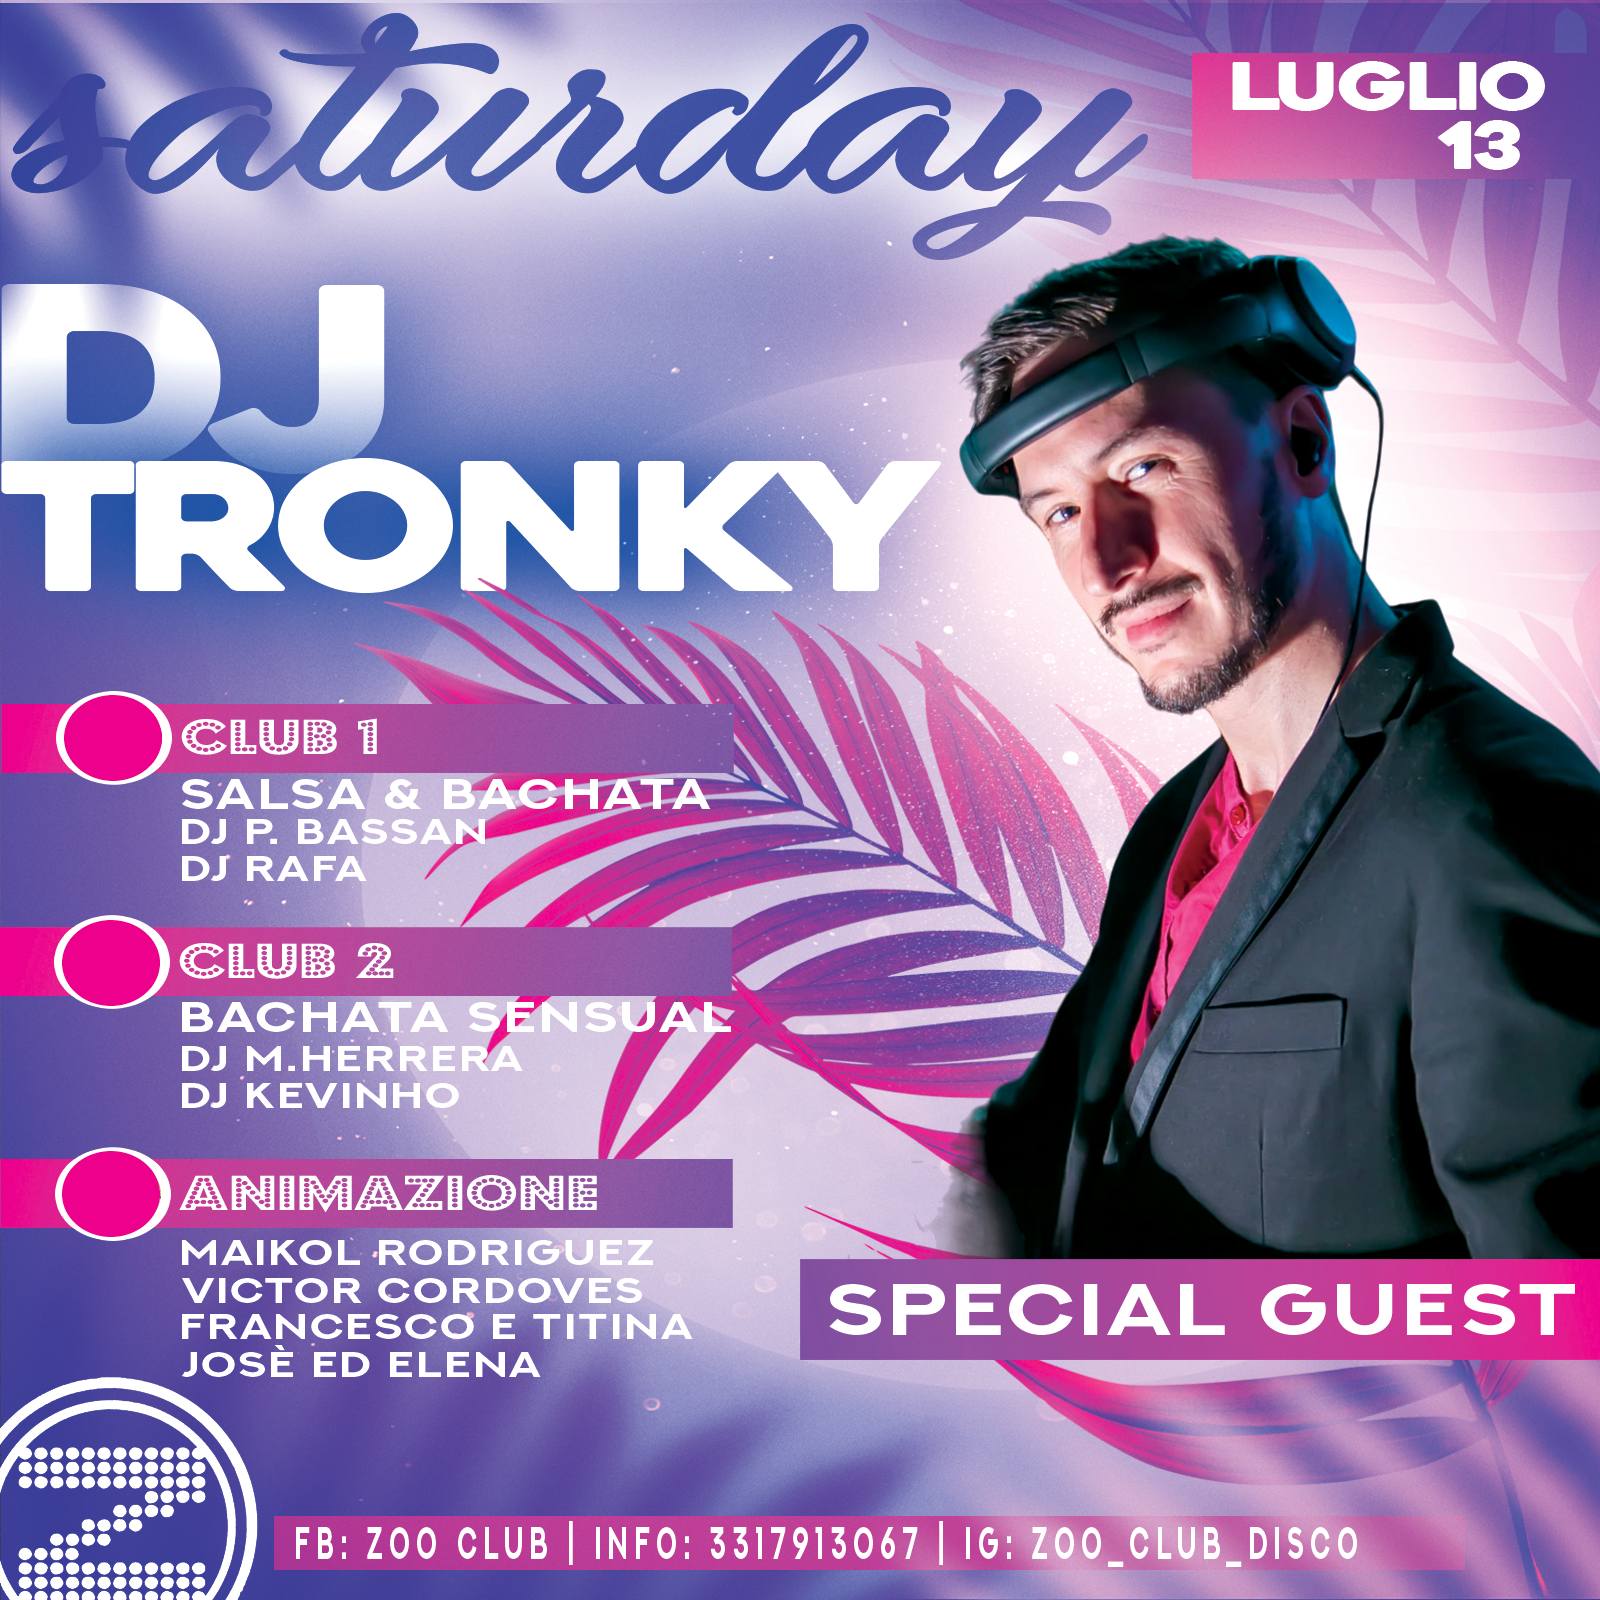 saturday
LUGLIO
13
DJ
TRONKY
CLUB 1
SALSA & BACHATA
DJ P. BASSAN
DJ RAFA
CLUB 2
BACHATA SENSUAL
DJ M.HERRERA
DJ KEVINHO
ANIMAZIONE
MAIKOL RODRIGUEZ
VICTOR CORDOVES
FRANCESCO E TITINA
JOSÈ ED ELENA
SPECIAL GUEST
Z
FB: ZOO CLUB | INFO: 3317913067 | IG: ZOO_CLUB_DISCO